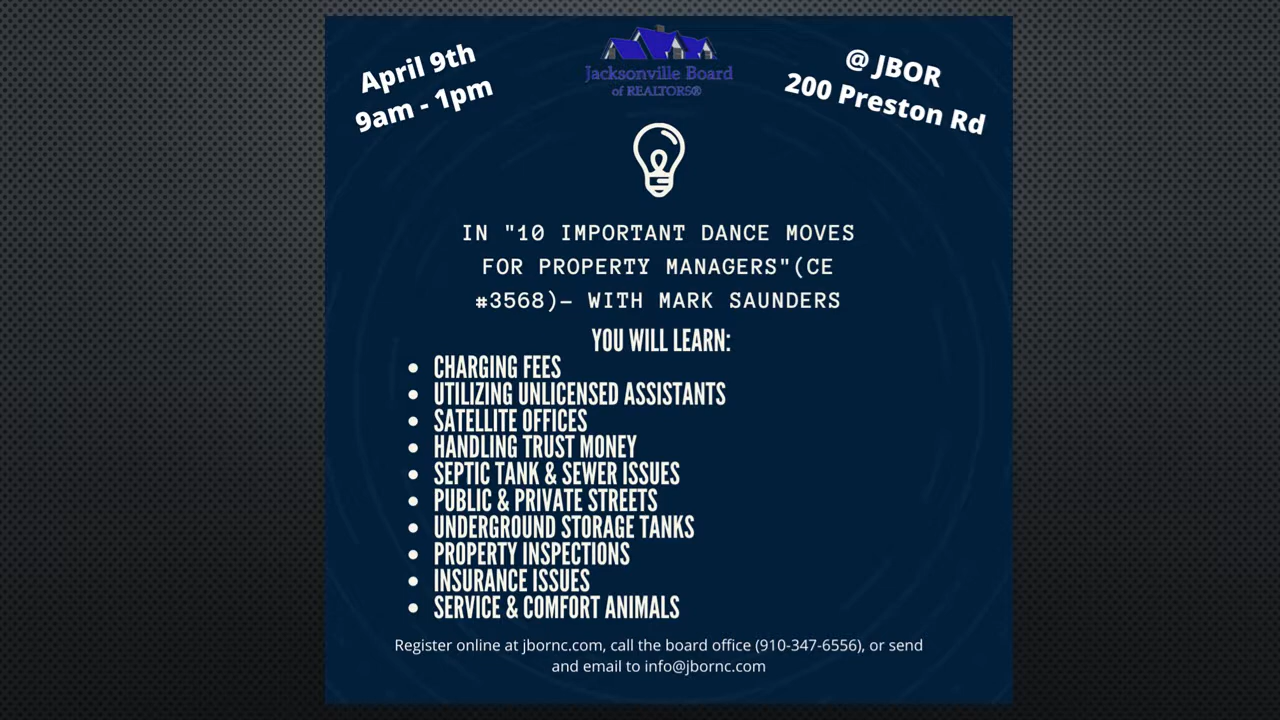 April 9th
9am - 1pm
Jacksonville Board
of REALTORS®
@ JBOR
200 Preston Rd
IN "10 IMPORTANT DANCE MOVES
FOR PROPERTY MANAGERS"(CE
#3568)– WITH MARK SAUNDERS
YOU WILL LEARN:
• CHARGING FEES
• UTILIZING UNLICENSED ASSISTANTS
• SATELLITE OFFICES
• HANDLING TRUST MONEY
• SEPTIC TANK & SEWER ISSUES
• PUBLIC & PRIVATE STREETS
• UNDERGROUND STORAGE TANKS
• PROPERTY INSPECTIONS
• INSURANCE ISSUES
• SERVICE & COMFORT ANIMALS
Register online at jbornc.com, call the board office (910-347-6556), or send
and email to info@jbornc.com